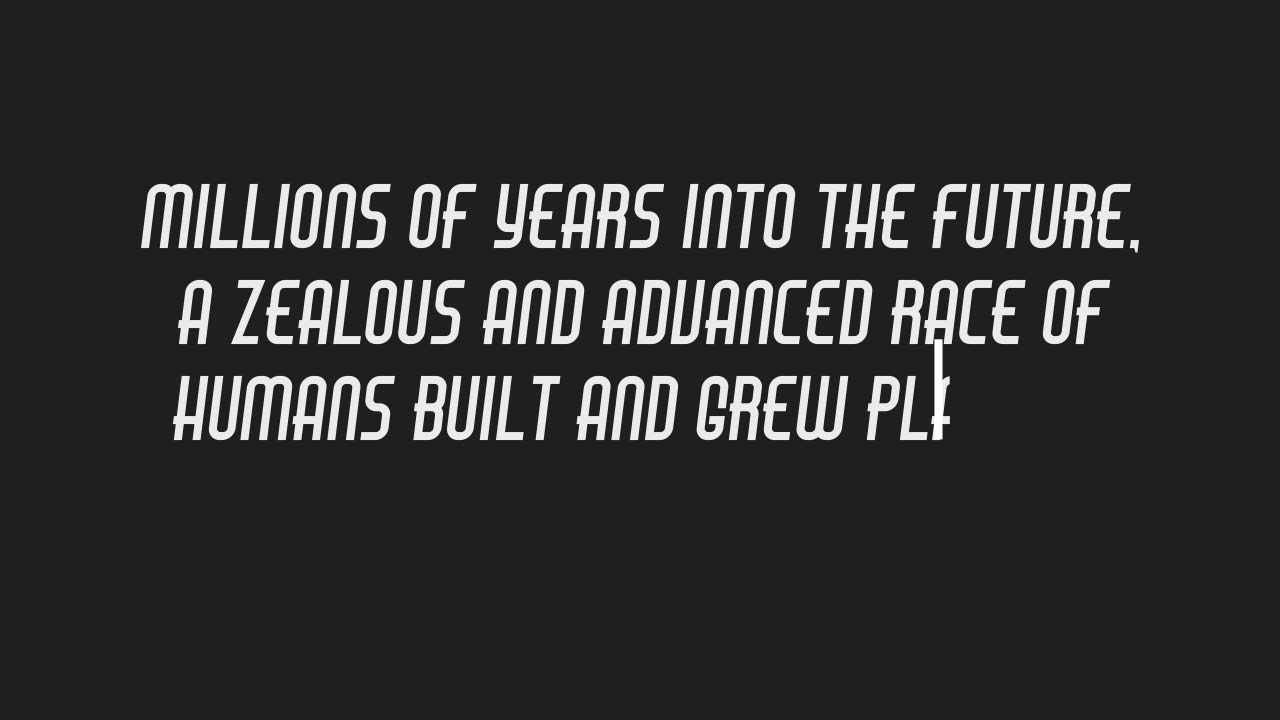 MILLIONS OF YEARS INTO THE FUTURE,
A ZEALOUS AND ADVANCED RACE OF
HUMANS BUILT AND GREW